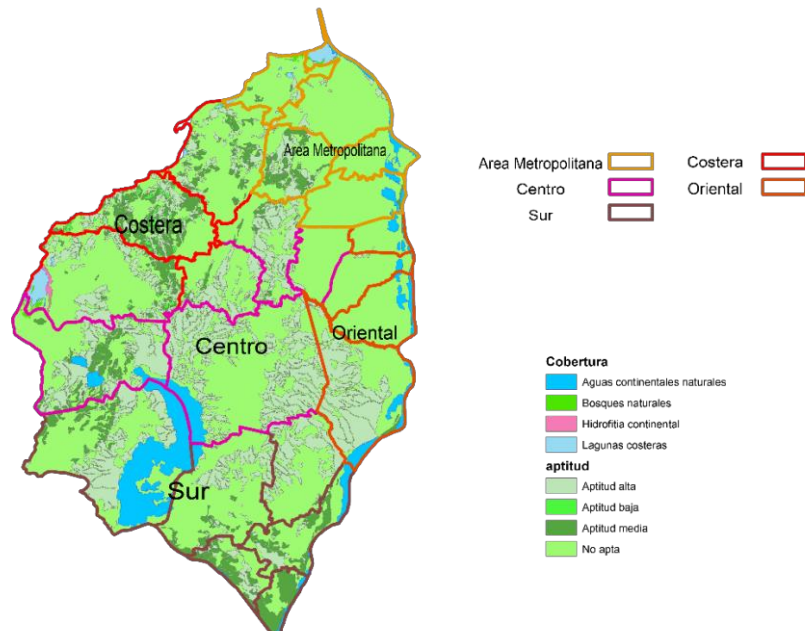 Area Metropolitana
Costera
Centro
Oriental
Sur
Area Metropolitana
Costera
Centro
Oriental
Sur
Cobertura
Aguas continentales naturales
Bosques naturales
Hidrofitia continental
Lagunas costeras
aptitud
Aptitud alta
Aptitud baja
Aptitud media
No apta